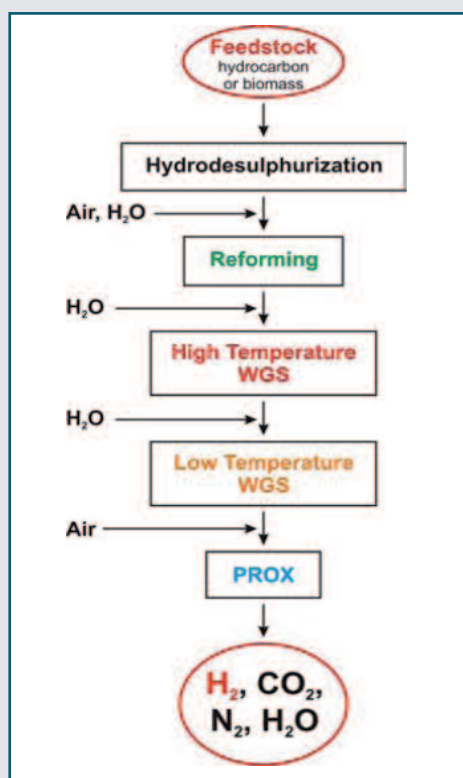 Feedstock
hydrocarbon
or biomass
Hydrodesulphurization
Air, H₂O
Reforming
H₂O
High Temperature
WGS
H₂O
Low Temperature
WGS
Air
PROX
H₂, CO₂,
N₂, H₂O